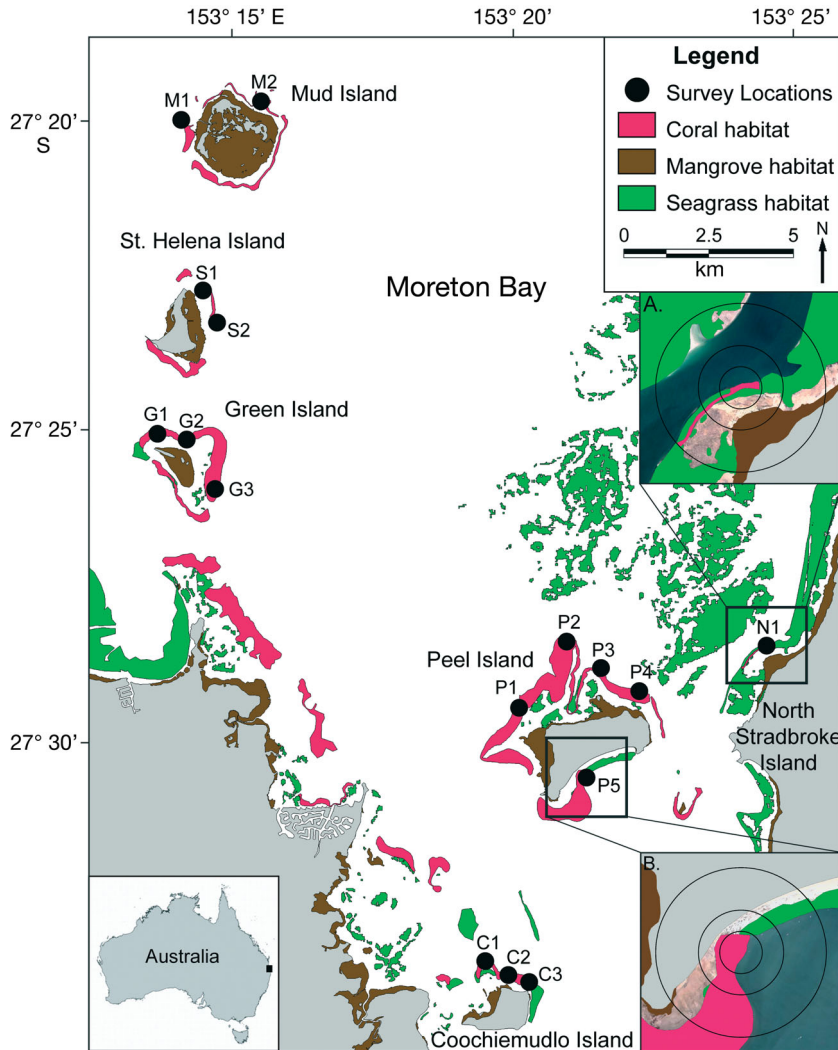 153° 15’ E
153° 20’
153° 25’
27° 20’
S
27° 25’
27° 30’
M1
M2
Mud Island
St. Helena Island
S1
S2
Moreton Bay
G1
G2
Green Island
G3
Legend
Survey Locations
Coral habitat
Mangrove habitat
Seagrass habitat
0
2.5
5
km
N
A.
P2
Peel Island
P3
P1
P4
P5
N1
North
Stradbroke
Island
B.
Australia
C1
C2
C3
Coochiemudlo Island